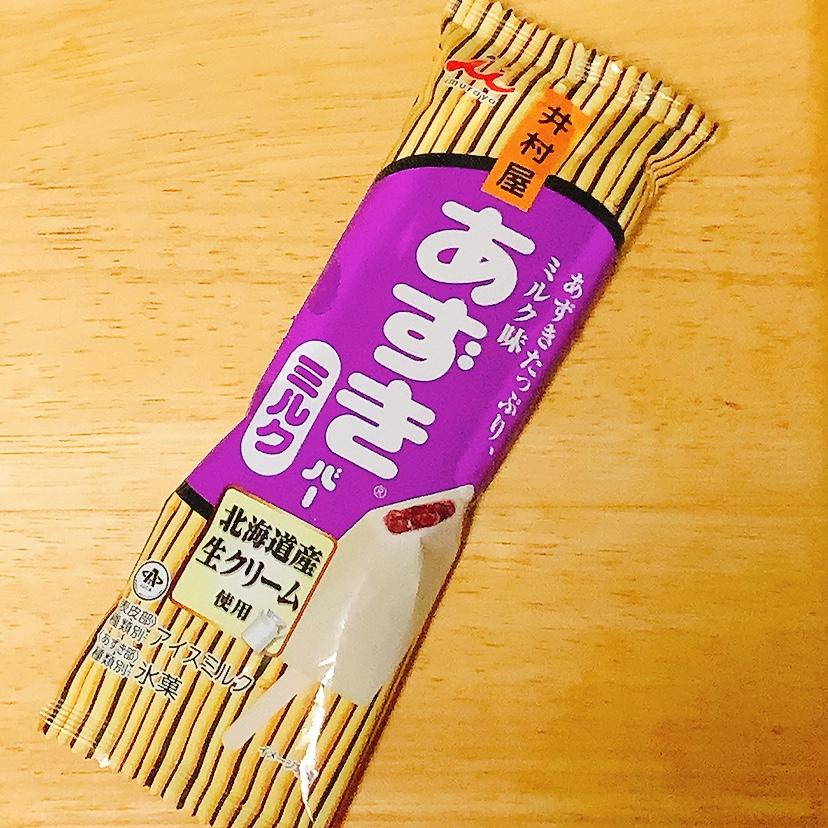 imuraya
井村屋
あずきたっぷり、
ミルク味
あずきバー
®
ミルク
北海道産
生クリーム
使用
〈表皮部〉
種類別:アイスミルク
〈あずき部〉
種類別:氷菓